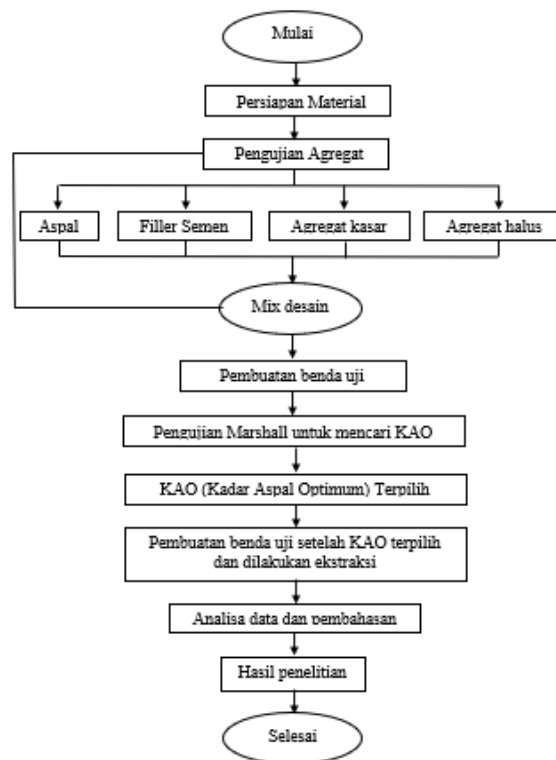 Mulai
Persiapan Material
Pengujian Agregat
Aspal
Filler Semen
Agregat kasar
Agregat halus
Mix desain
Pembuatan benda uji
Pengujian Marshall untuk mencari KAO
KAO (Kadar Aspal Optimum) Terpilih
Pembuatan benda uji setelah KAO terpilih
dan dilakukan ekstraksi
Analisa data dan pembahasan
Hasil penelitian
Selesai